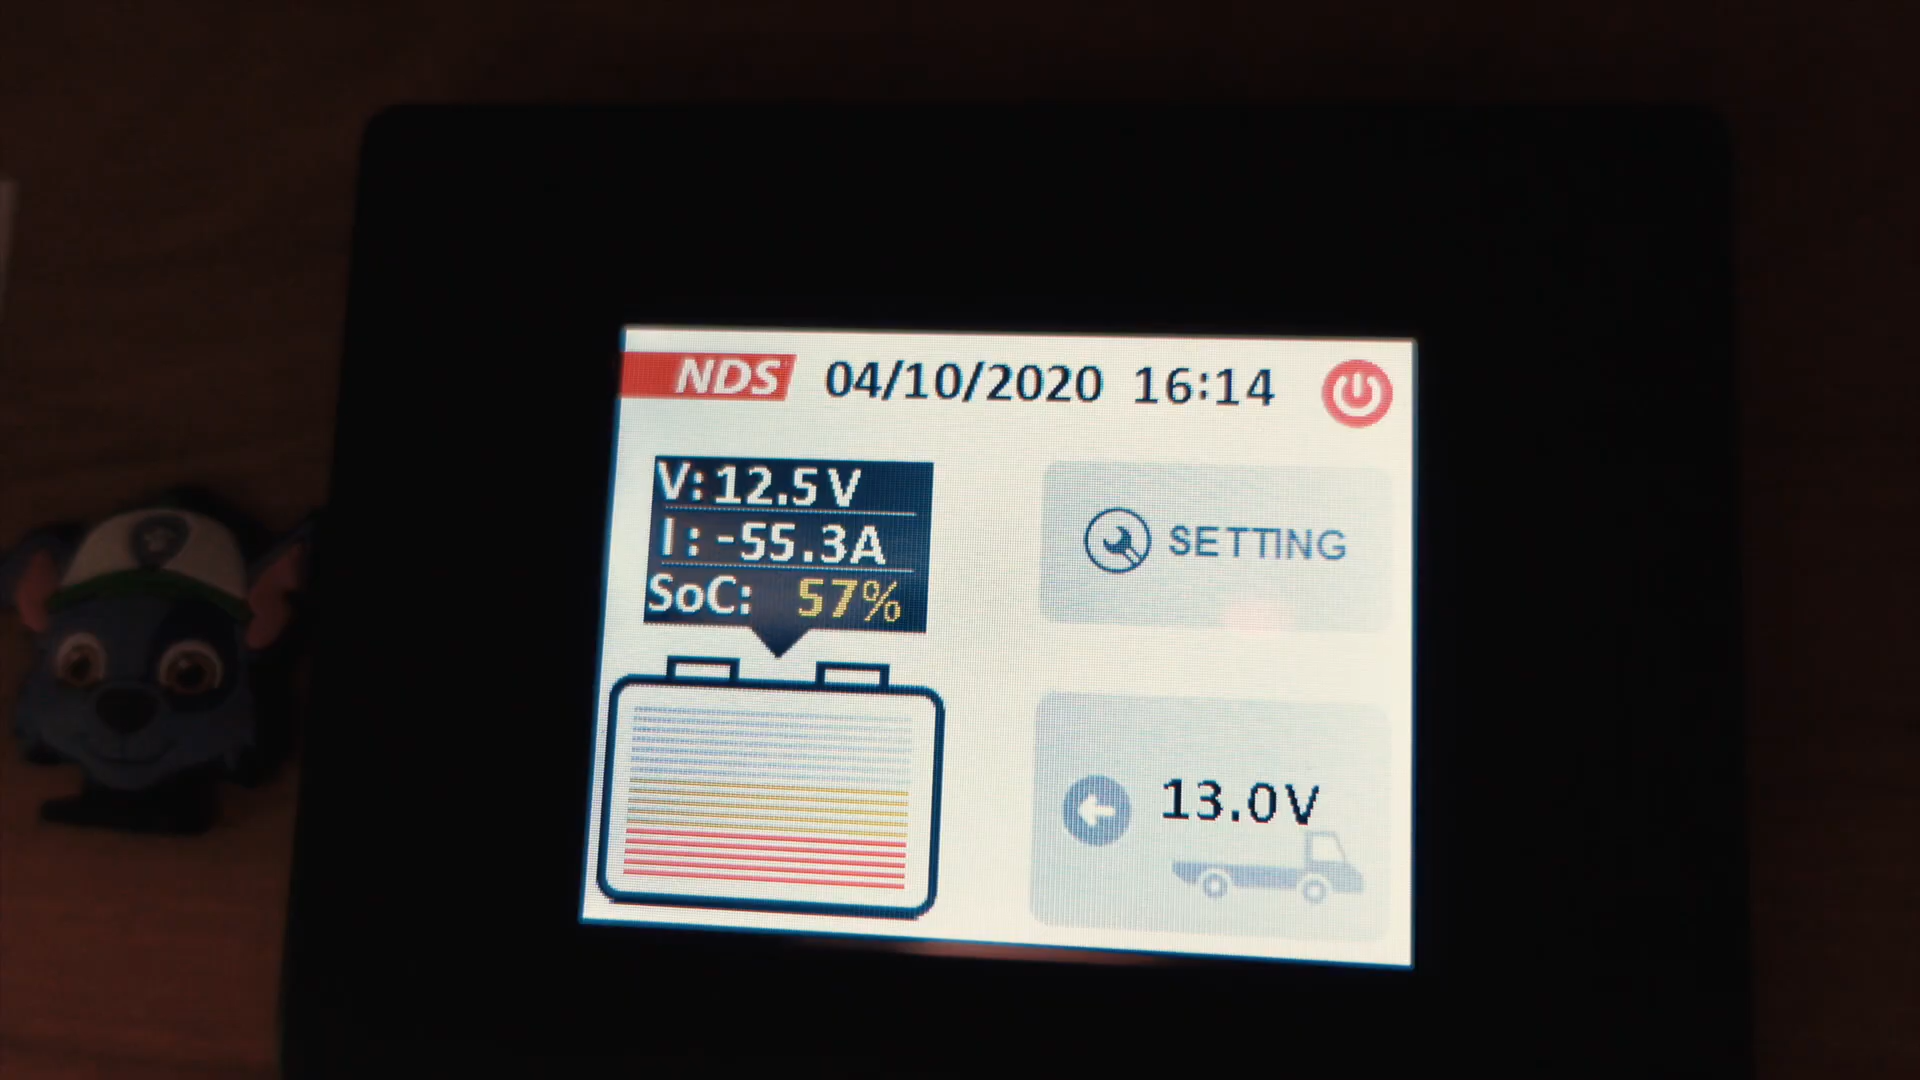 NDS 04/10/2020 16:14
V: 12.5V
I: -55.3A
SoC: 57%
SETTING
13.0V